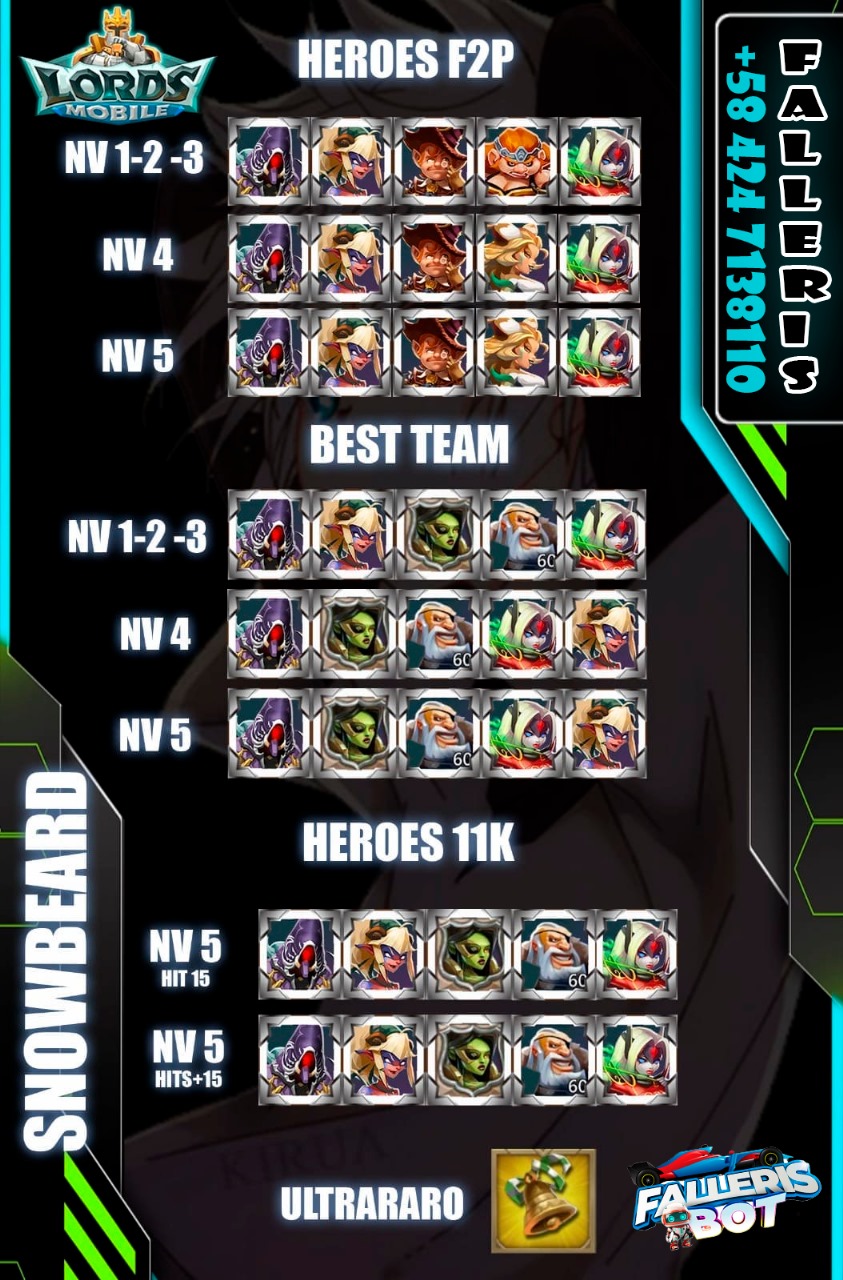 LORDS
MOBILE
HEROES F2P
NV 1-2 -3
NV 4
NV 5
BEST TEAM
NV 1-2 -3
60
NV 4
60
NV 5
60
HEROES 11K
NV 5
HIT 15
60
NV 5
HITS+15
60
ULTRARARO
SNOWBEARD
FALLERIS
+58 424 7138110
KIRUA
FALLERIS
BOT